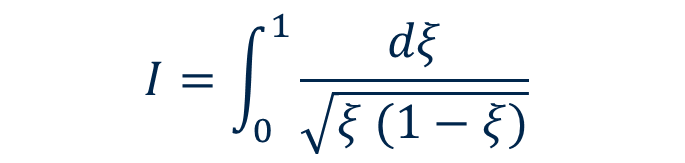 I = ∫₀¹ dξ / √(ξ (1 − ξ))